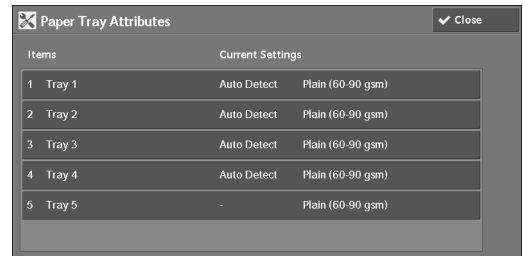 Paper Tray Attributes ✔ Close
Items Current Settings
1 Tray 1 Auto Detect Plain (60-90 gsm)
2 Tray 2 Auto Detect Plain (60-90 gsm)
3 Tray 3 Auto Detect Plain (60-90 gsm)
4 Tray 4 Auto Detect Plain (60-90 gsm)
5 Tray 5 - Plain (60-90 gsm)